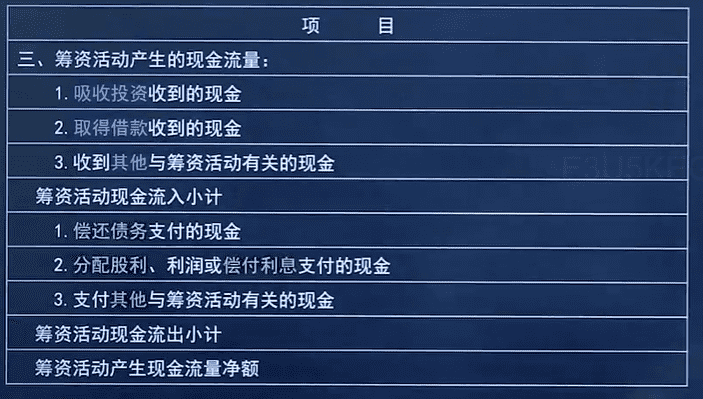 项 目
三、筹资活动产生的现金流量：
1.吸收投资收到的现金
2.取得借款收到的现金
3.收到其他与筹资活动有关的现金
筹资活动现金流入小计
1.偿还债务支付的现金
2.分配股利、利润或偿付利息支付的现金
3.支付其他与筹资活动有关的现金
筹资活动现金流出小计
筹资活动产生现金流量净额